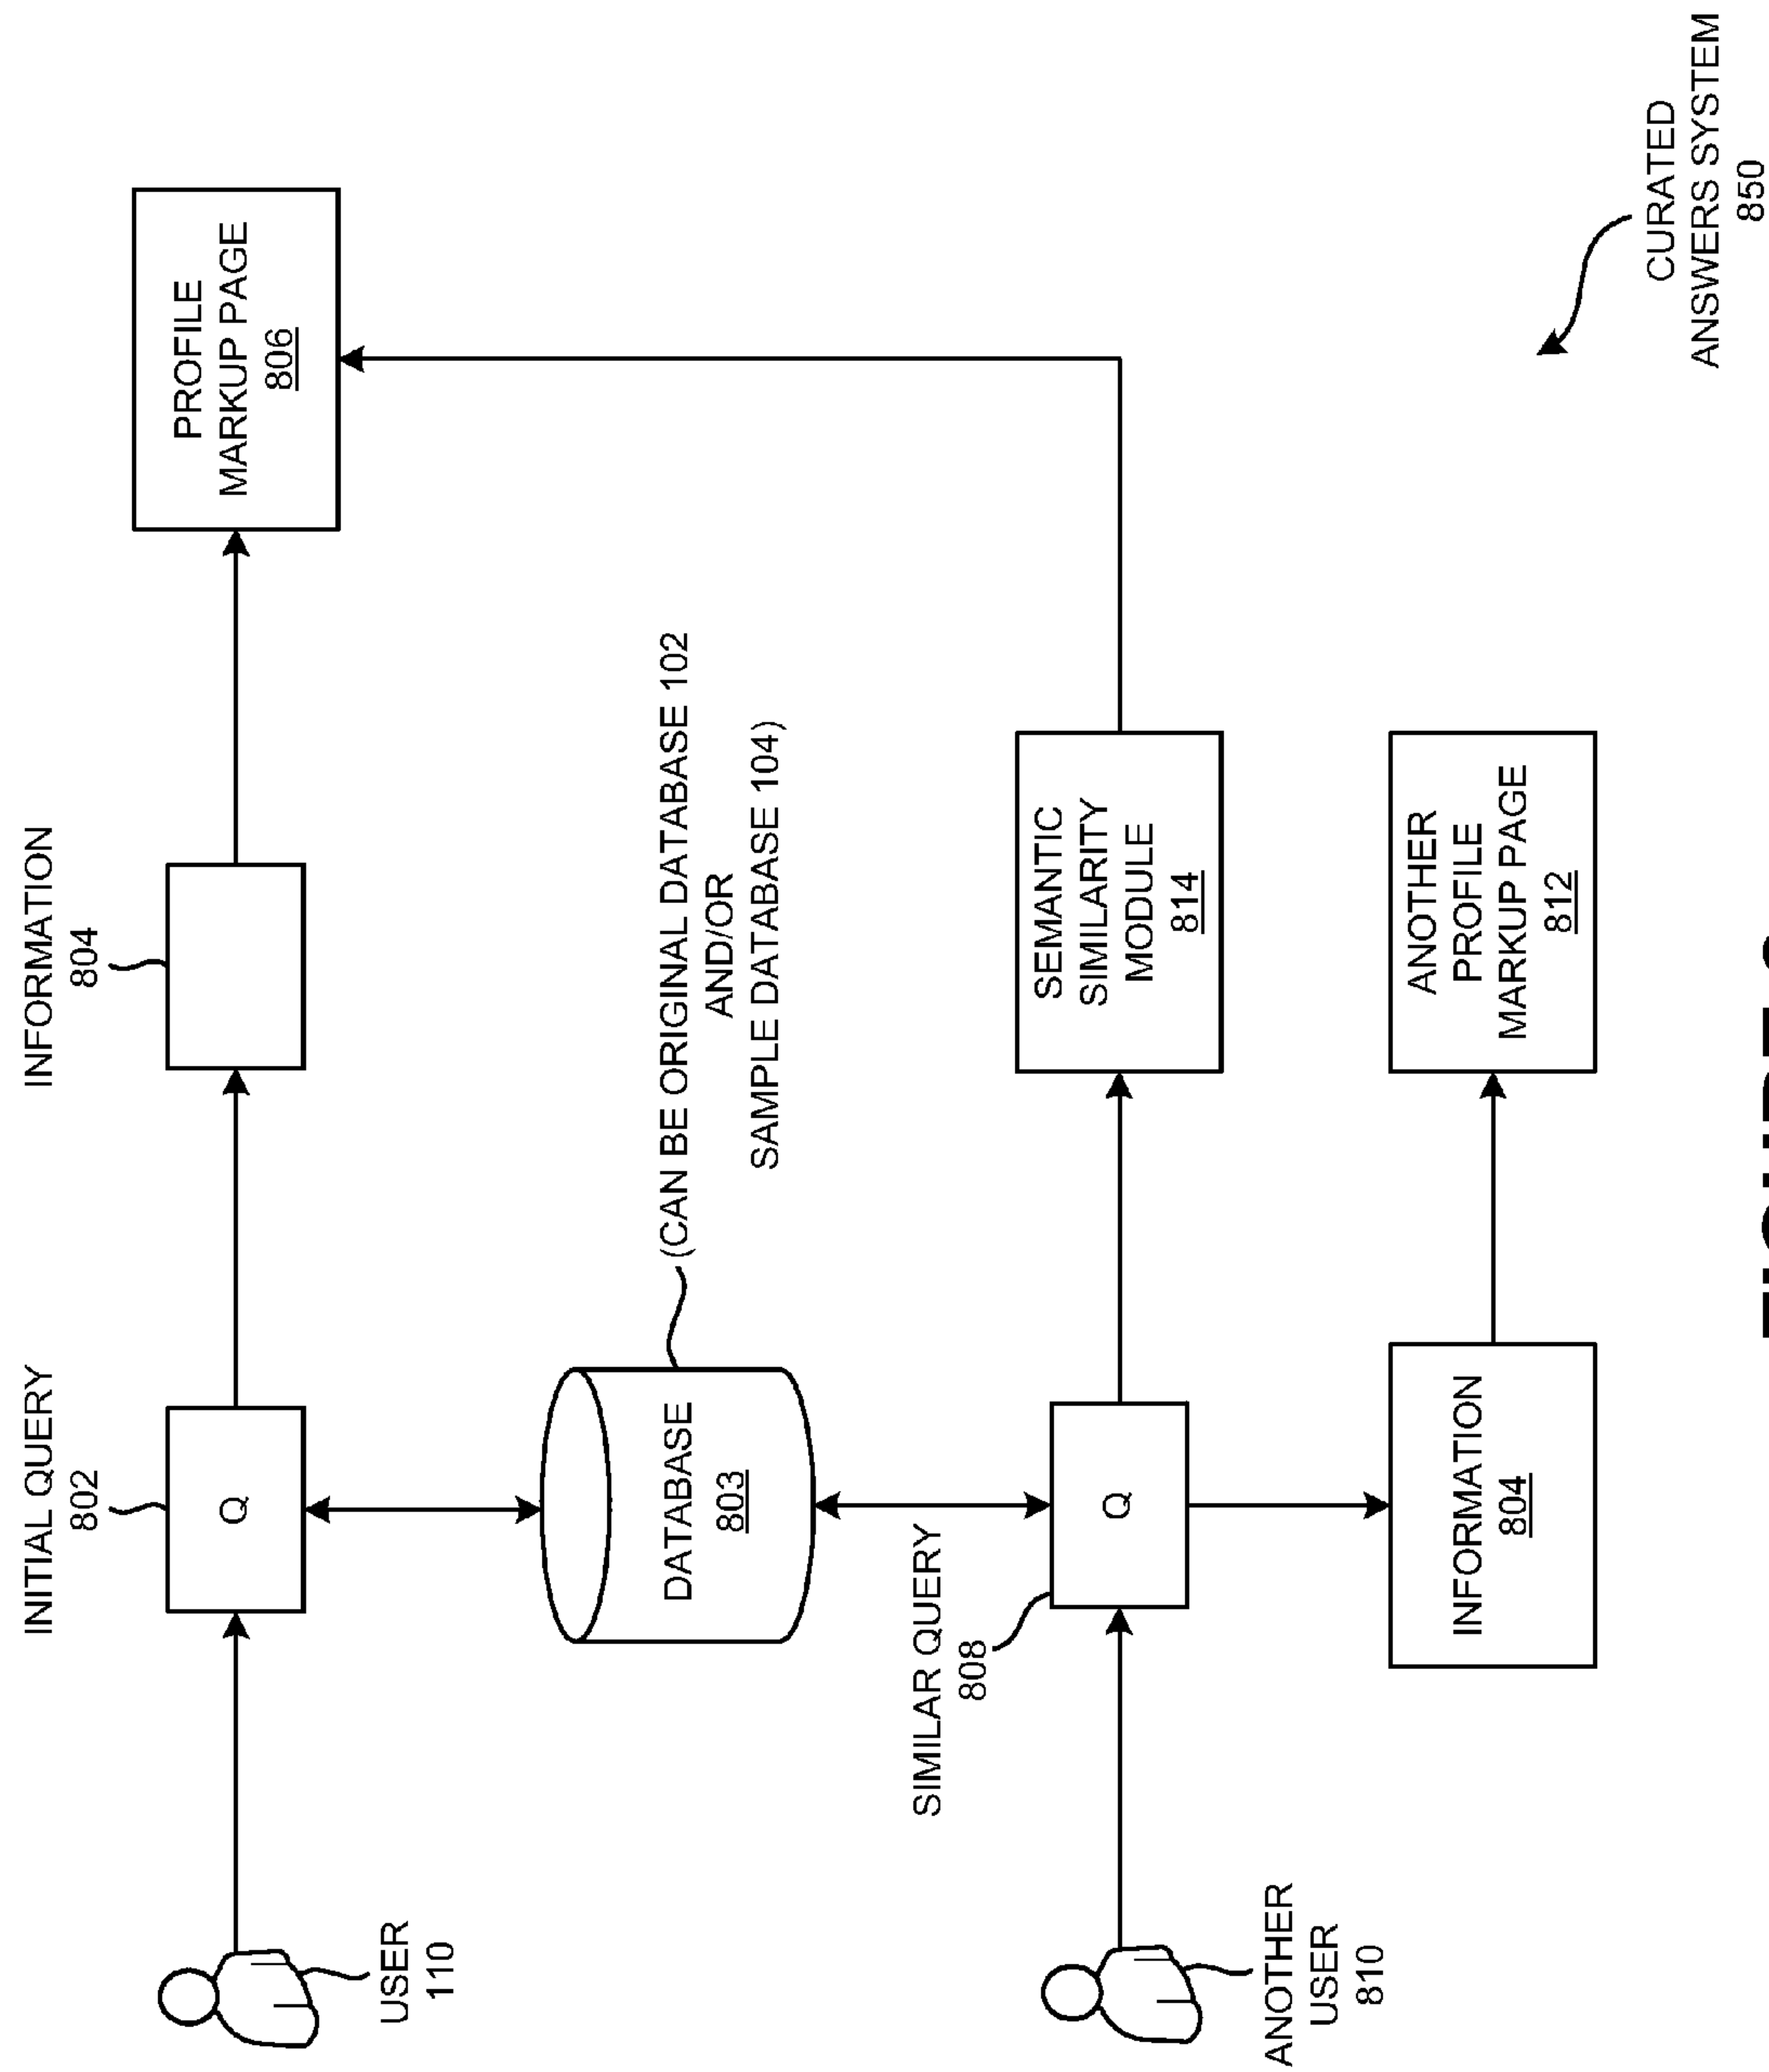 INITIAL QUERY
802
Q
INFORMATION
804
PROFILE
MARKUP PAGE
806
USER
110
DATABASE
803
(CAN BE ORIGINAL DATABASE 102
AND/OR
SAMPLE DATABASE 104)
SIMILAR QUERY
808
Q
SEMANTIC
SIMILARITY
MODULE
814
ANOTHER
USER
810
INFORMATION
804
ANOTHER
PROFILE
MARKUP PAGE
812
CURATED
ANSWERS SYSTEM
850